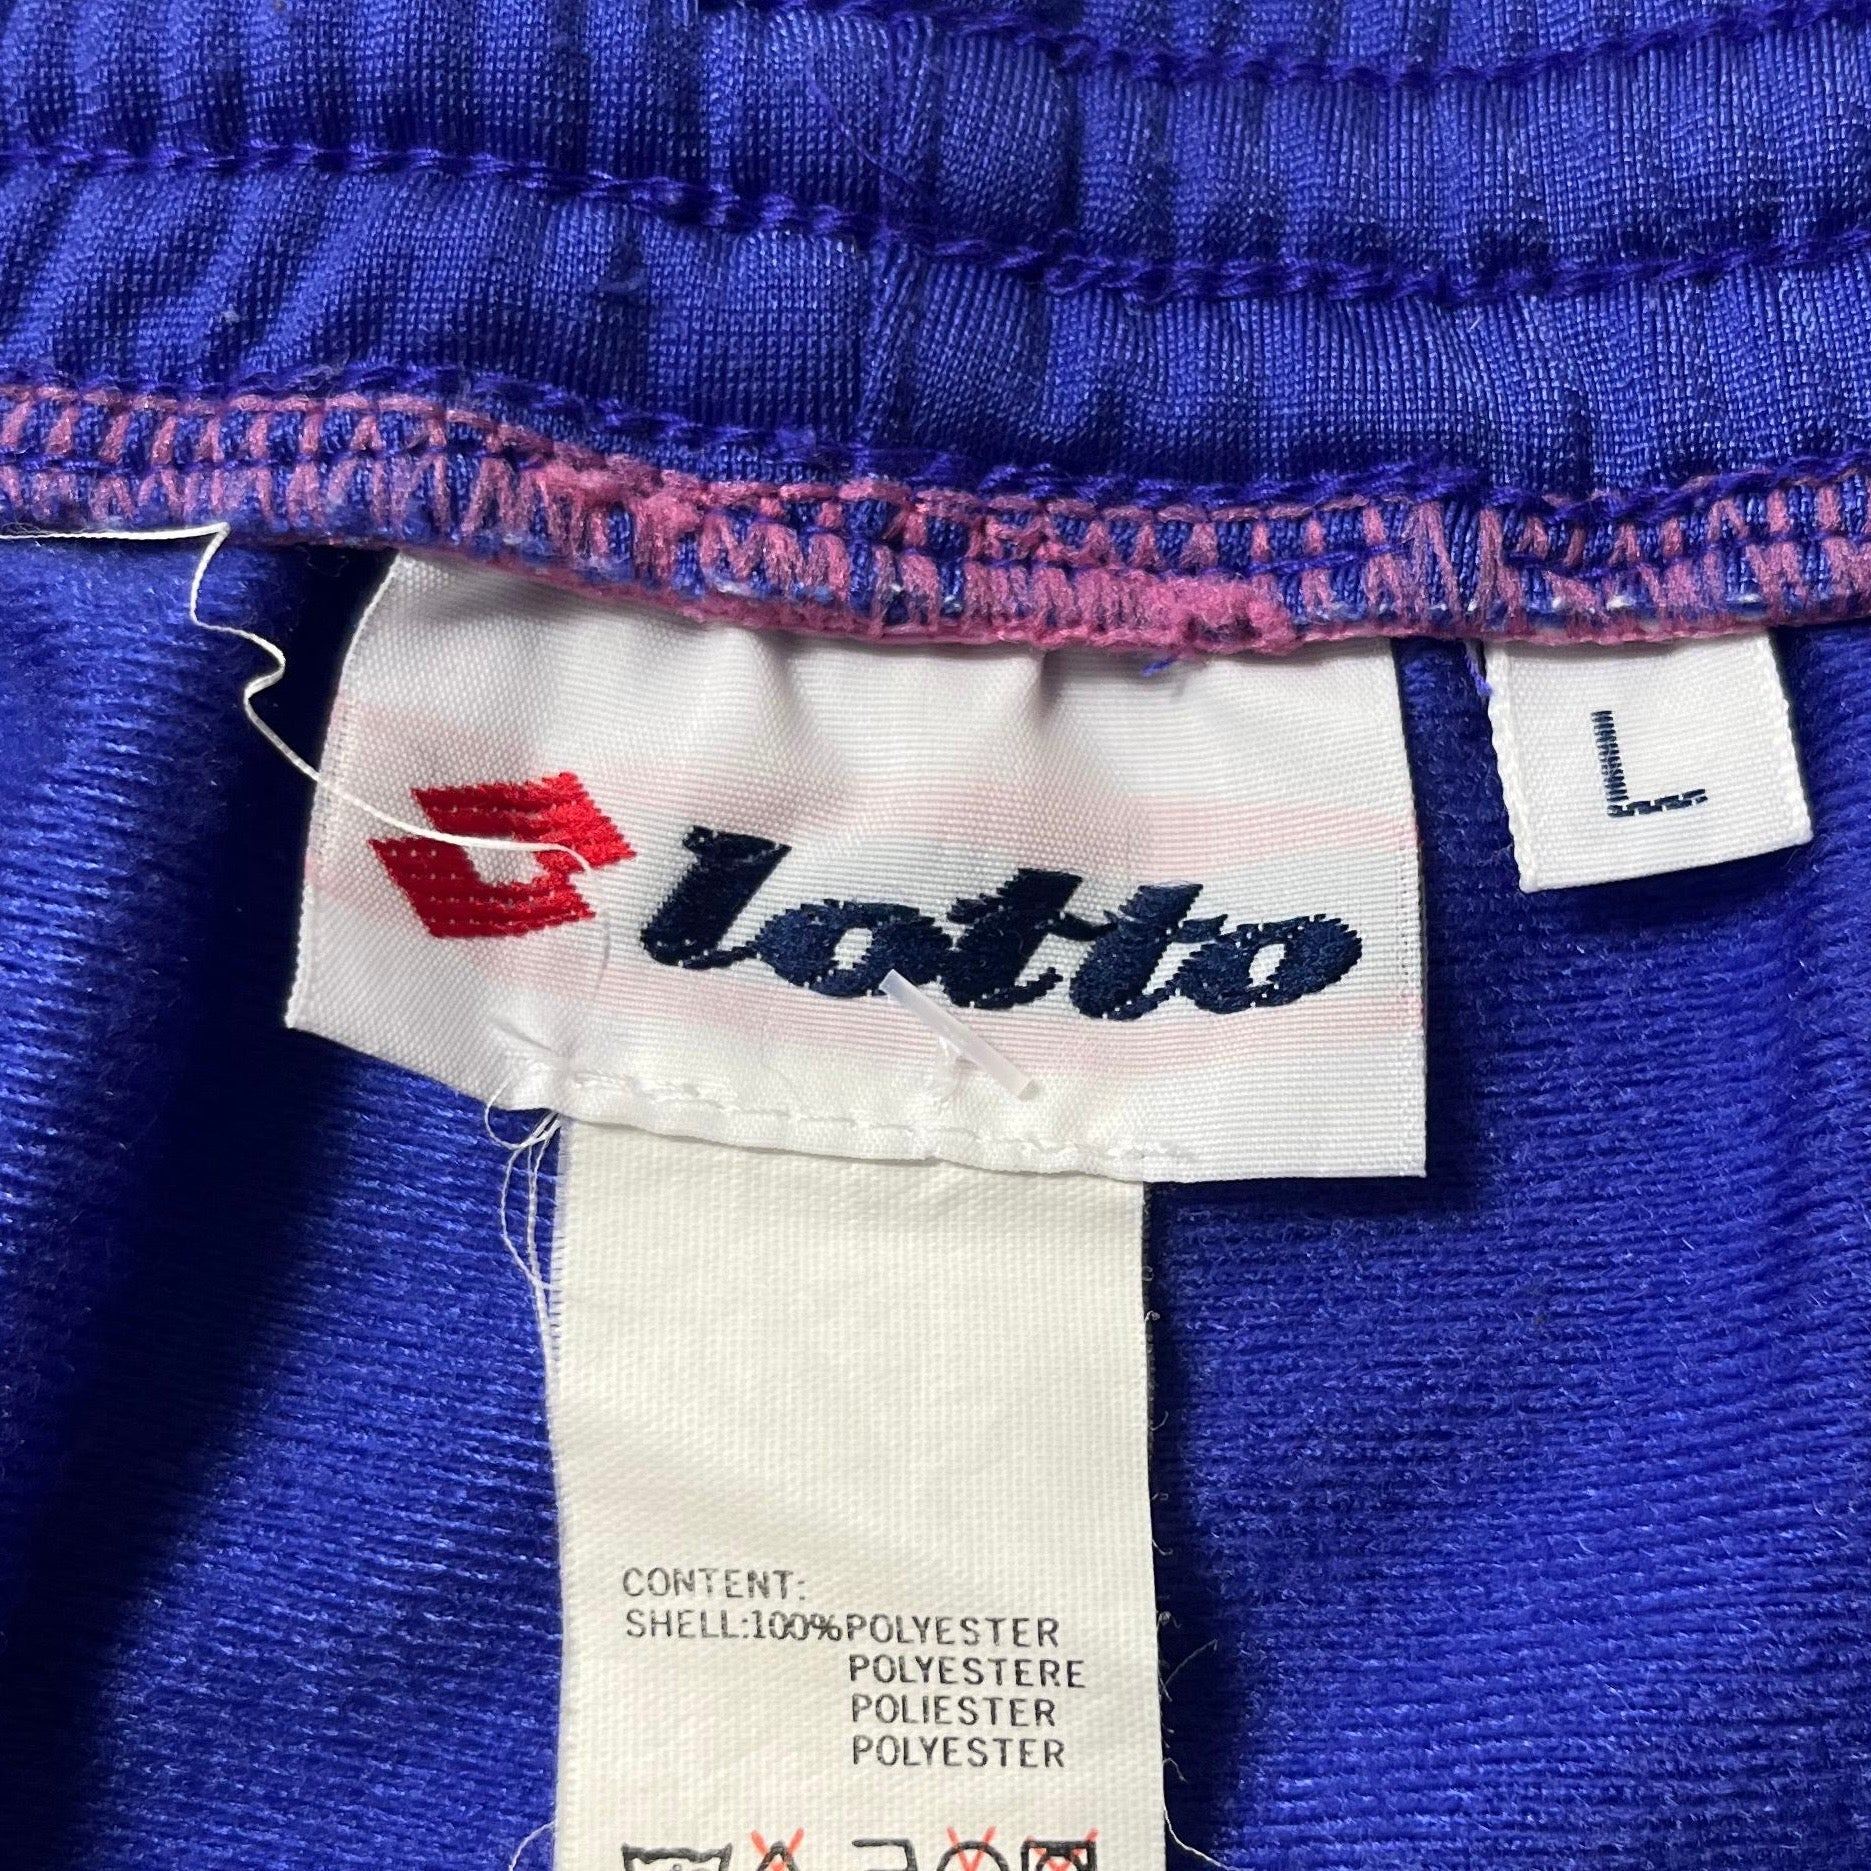 lotto
L
CONTENT:
SHELL:100%POLYESTER
POLYESTERE
POLIESTER
POLYESTER